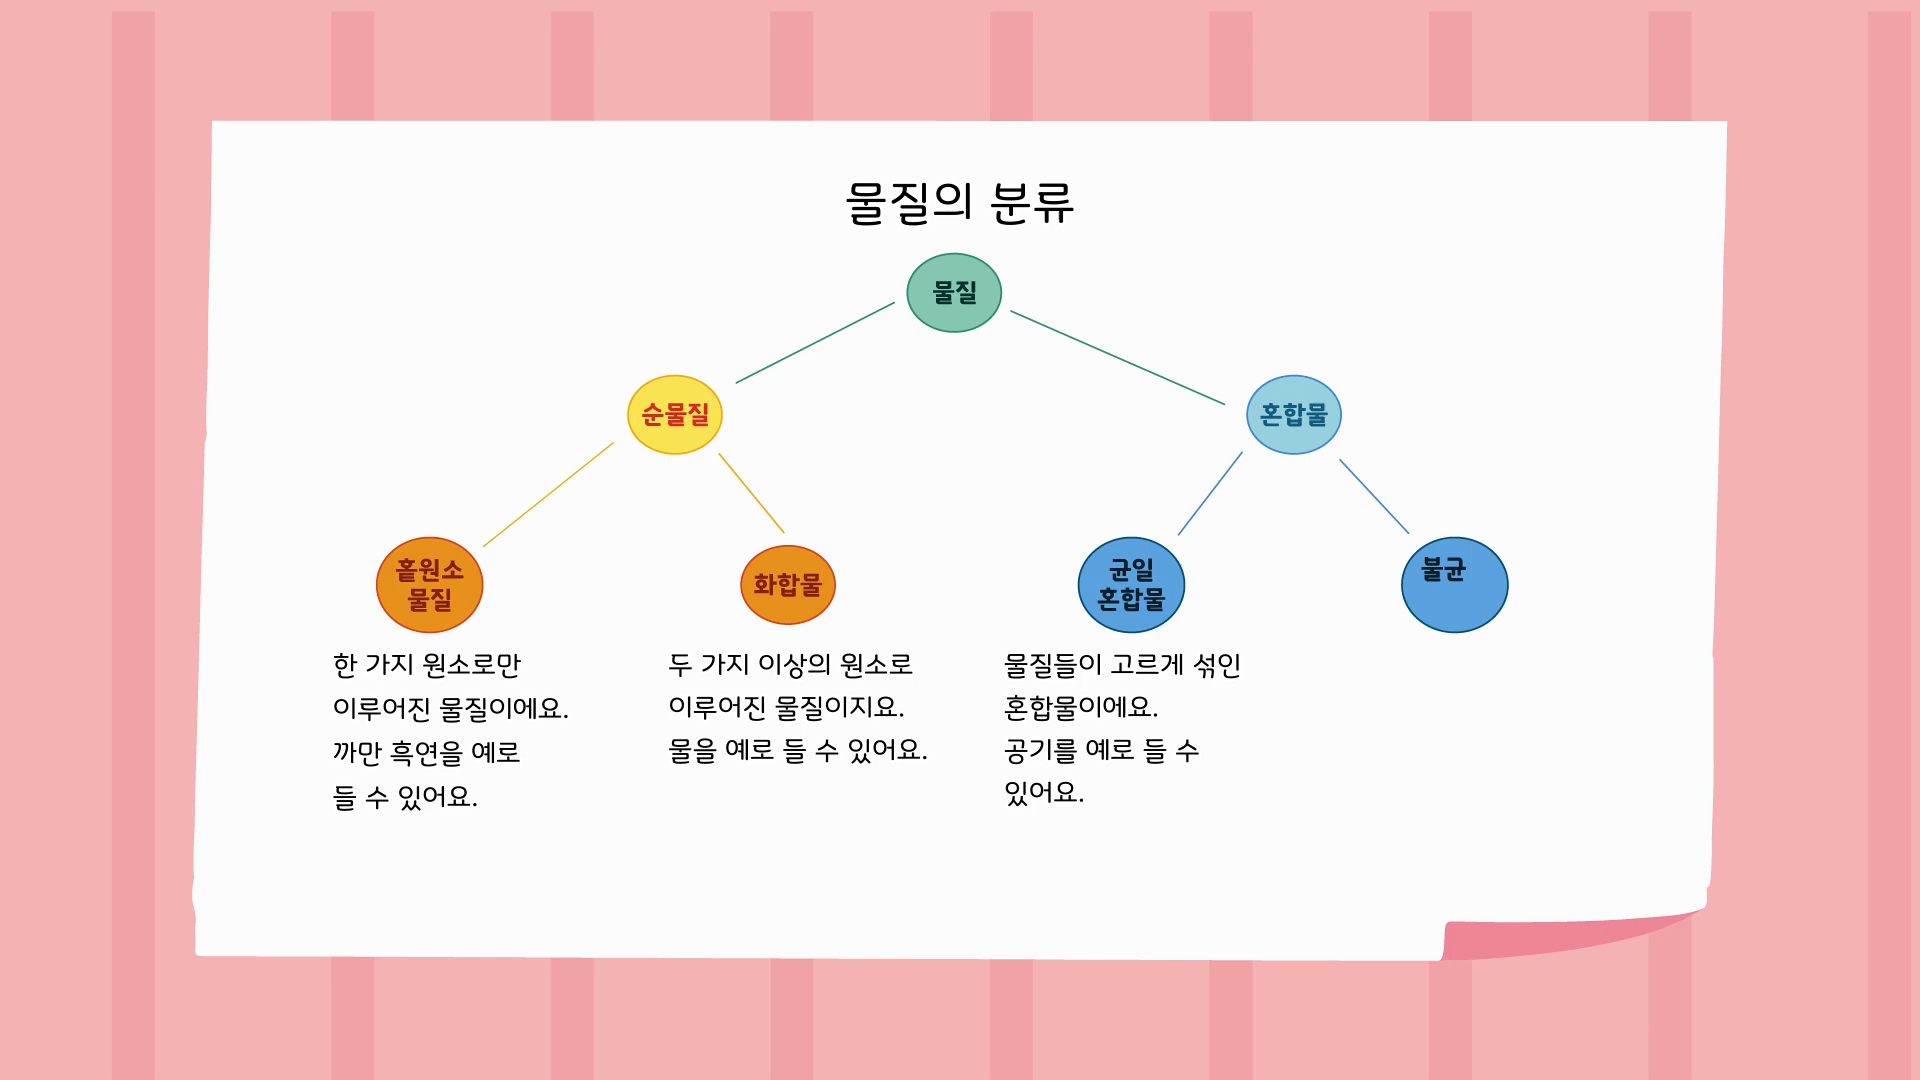 물질의 분류
물질
순물질
혼합물
홑원소
물질
화합물
균일
혼합물
불균
한 가지 원소로만
이루어진 물질이에요.
까만 흑연을 예로
들 수 있어요.
두 가지 이상의 원소로
이루어진 물질이지요.
물을 예로 들 수 있어요.
물질들이 고르게 섞인
혼합물이에요.
공기를 예로 들 수
있어요.